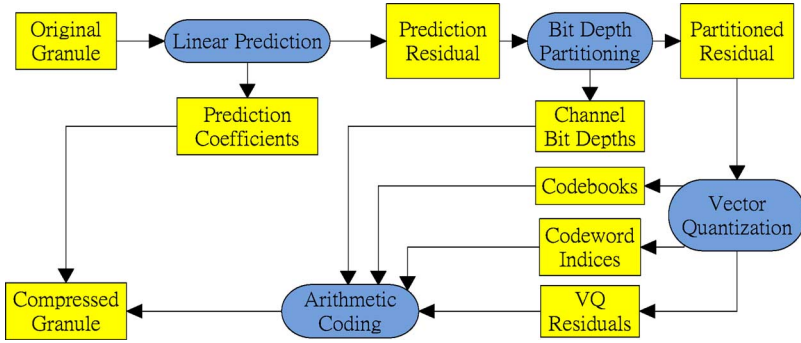 Original
Granule
Linear Prediction
Prediction
Residual
Bit Depth
Partitioning
Partitioned
Residual
Prediction
Coefficients
Channel
Bit Depths
Codebooks
Vector
Quantization
Codeword
Indices
Compressed
Granule
Arithmetic
Coding
VQ
Residuals